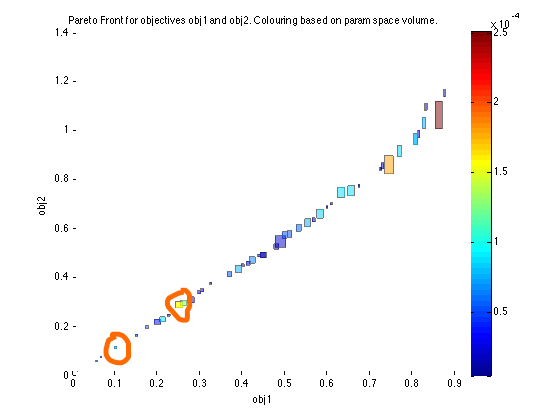 Pareto Front for objectives obj1 and obj2. Colouring based on param space volume.
x10⁻⁴
1.4
1.2
1
0.8
0.6
0.4
0.2
0
obj2
0 0.1 0.2 0.3 0.4 0.5 0.6 0.7 0.8 0.9
obj1
2.5
2
1.5
1
0.5